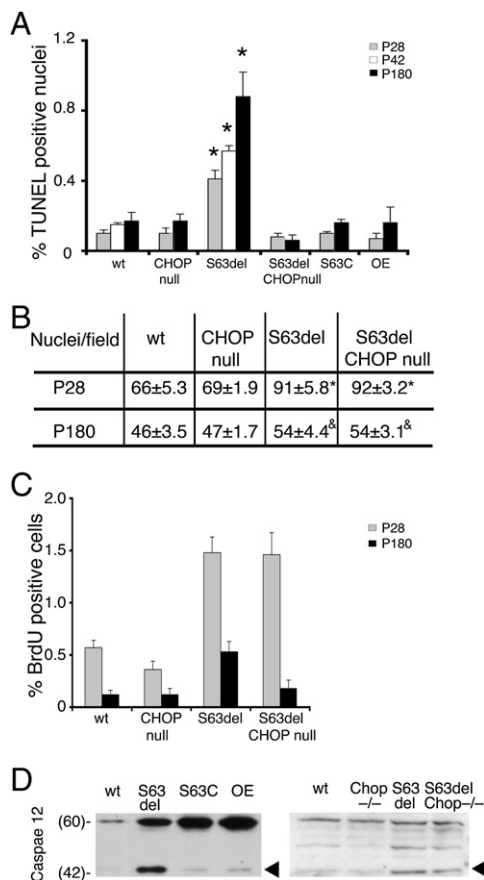 A
% TUNEL positive nuclei
1.2
0.8
0.4
0
P28
P42
P180
*
*
*
wt
CHOP
null
S63del
S63del
CHOPnull
S63C
OE
B
Nuclei/field
wt
CHOP
null
S63del
S63del
CHOP null
P28
66±5.3
69±1.9
91±5.8*
92±3.2*
P180
46±3.5
47±1.7
54±4.4&
54±3.1&
C
% BrdU positive cells
2.0
1.5
1.0
0.5
0
P28
P180
wt
CHOP
null
S63del
S63del
CHOP null
D
Caspae 12
wt
S63
del
S63C
OE
(60)-
(42)-
wt
Chop
–/–
S63
del
S63del
Chop–/–